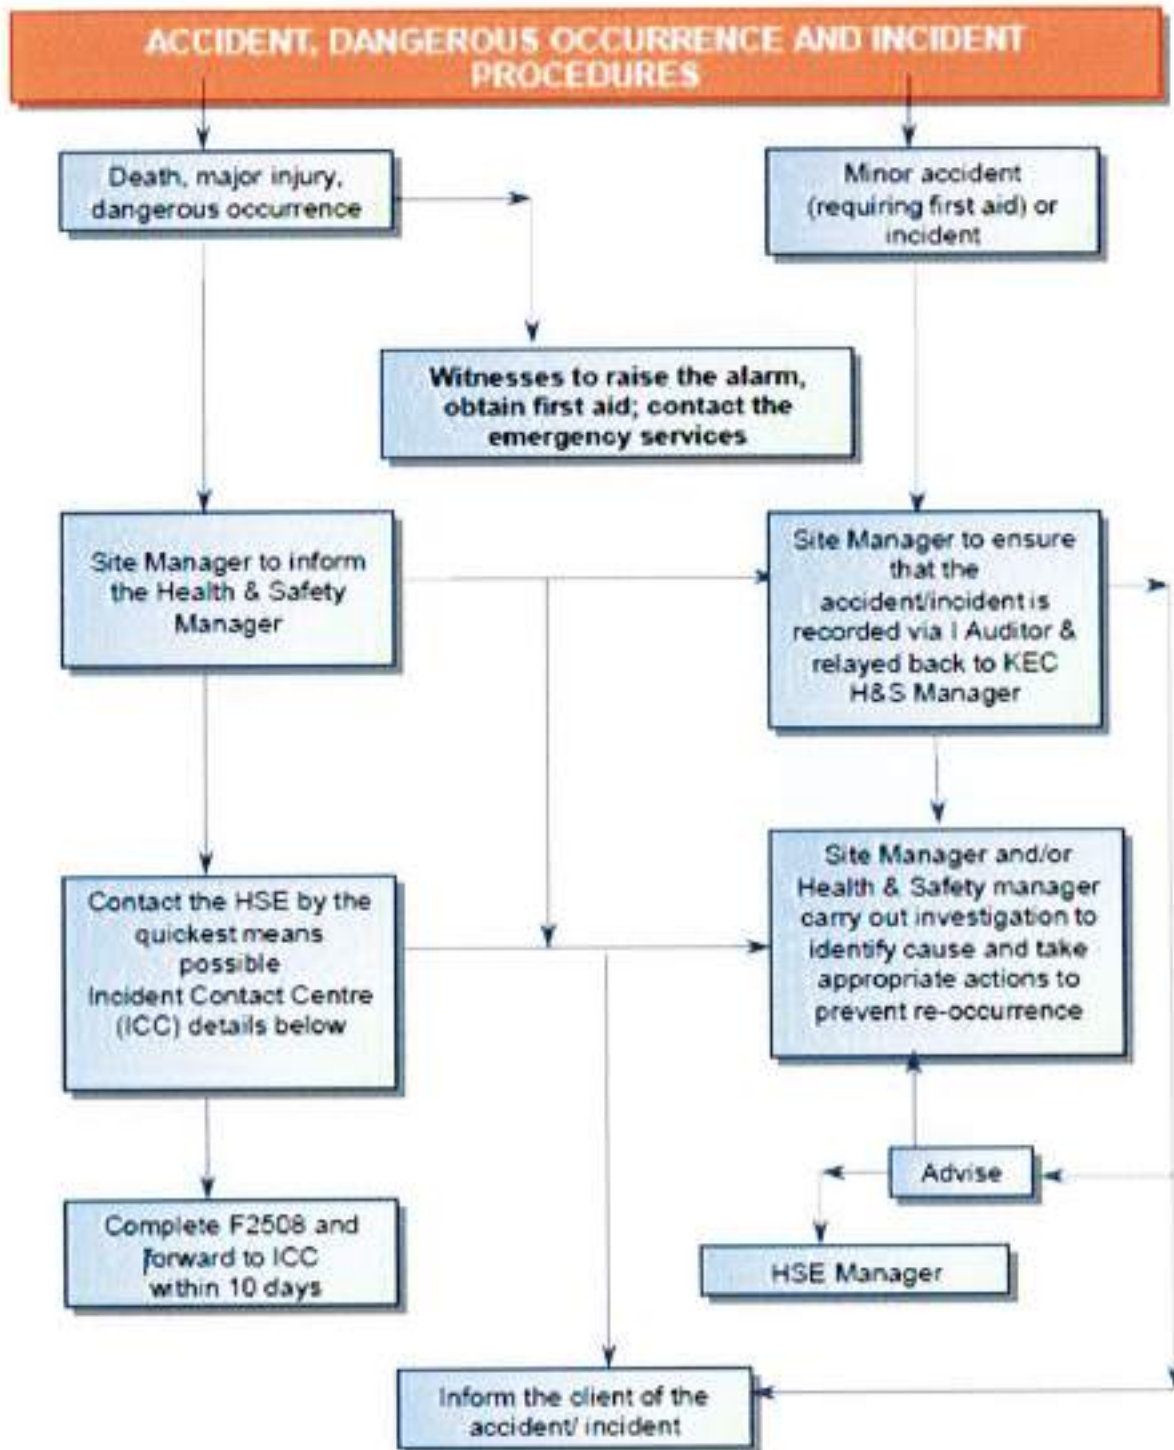 ACCIDENT, DANGEROUS OCCURRENCE AND INCIDENT
PROCEDURES
Death, major injury,
dangerous occurrence
Minor accident
(requiring first aid) or
incident
Witnesses to raise the alarm,
obtain first aid; contact the
emergency services
Site Manager to inform
the Health & Safety
Manager
Site Manager to ensure
that the
accident/incident is
recorded via I Auditor &
relayed back to KEC
H&S Manager
Contact the HSE by the
quickest means
possible
Incident Contact Centre
(ICC) details below
Site Manager and/or
Health & Safety manager
carry out investigation to
identify cause and take
appropriate actions to
prevent re-occurrence
Advise
HSE Manager
Complete F2508 and
forward to ICC
within 10 days
Inform the client of the
accident/ incident